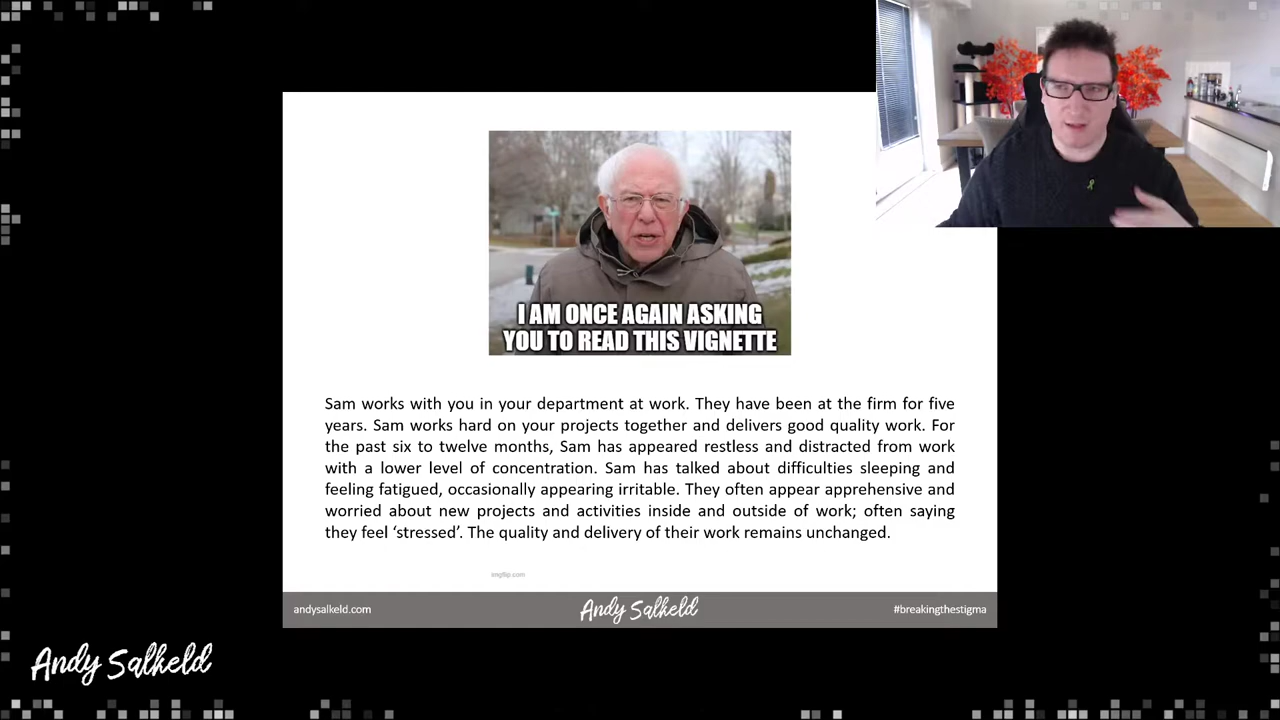 I AM ONCE AGAIN ASKING
YOU TO READ THIS VIGNETTE
Sam works with you in your department at work. They have been at the firm for five
years. Sam works hard on your projects together and delivers good quality work. For
the past six to twelve months, Sam has appeared restless and distracted from work
with a lower level of concentration. Sam has talked about difficulties sleeping and
feeling fatigued, occasionally appearing irritable. They often appear apprehensive and
worried about new projects and activities inside and outside of work; often saying
they feel ‘stressed’. The quality and delivery of their work remains unchanged.
imgflip.com
andysalkeld.com
Andy Salkeld
#breakingthestigma
Andy Salkeld